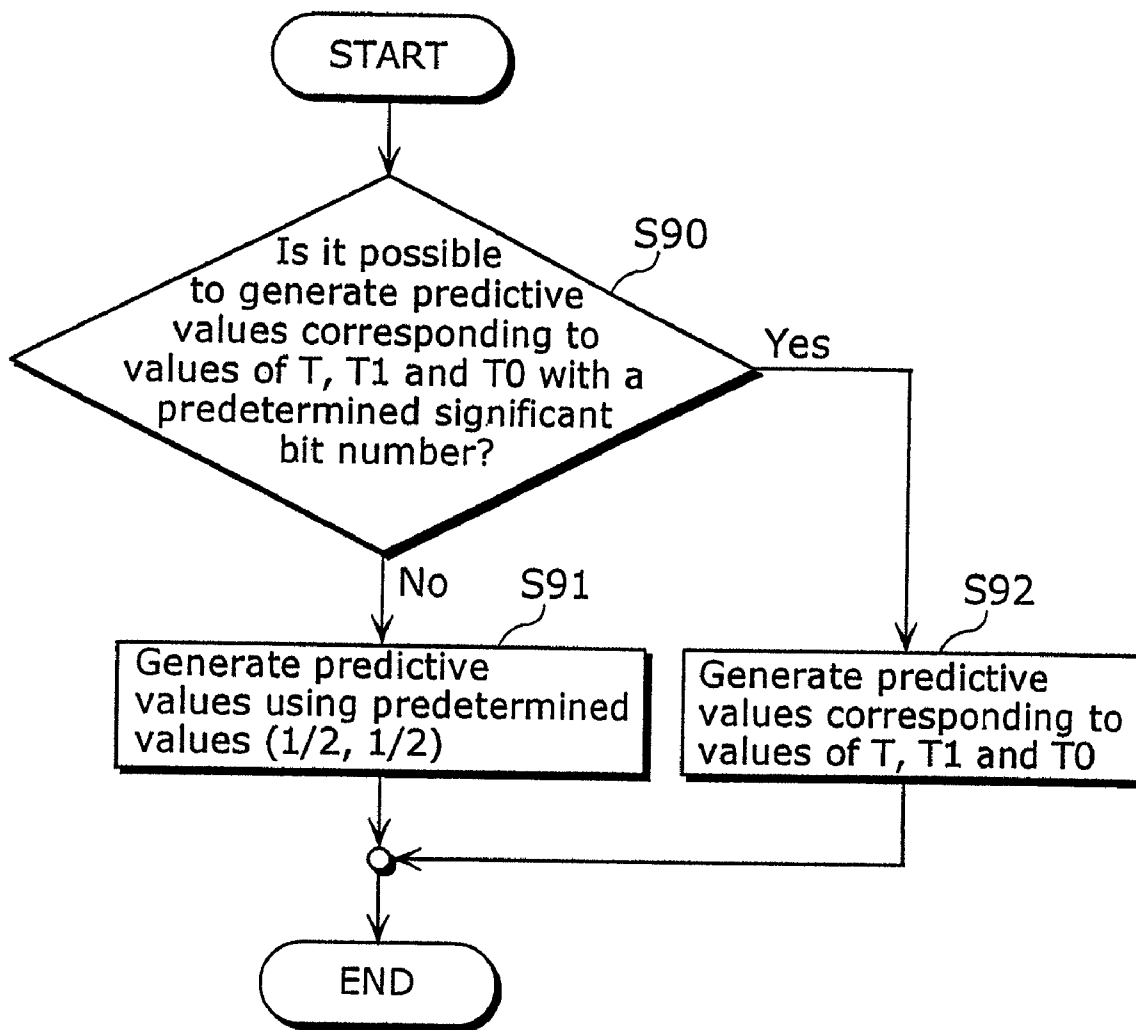 START
S90
Is it possible
to generate predictive
values corresponding to
values of T, T1 and T0 with a
predetermined significant
bit number?
Yes
No
S91
Generate predictive
values using predetermined
values (1/2, 1/2)
S92
Generate predictive
values corresponding to
values of T, T1 and T0
END